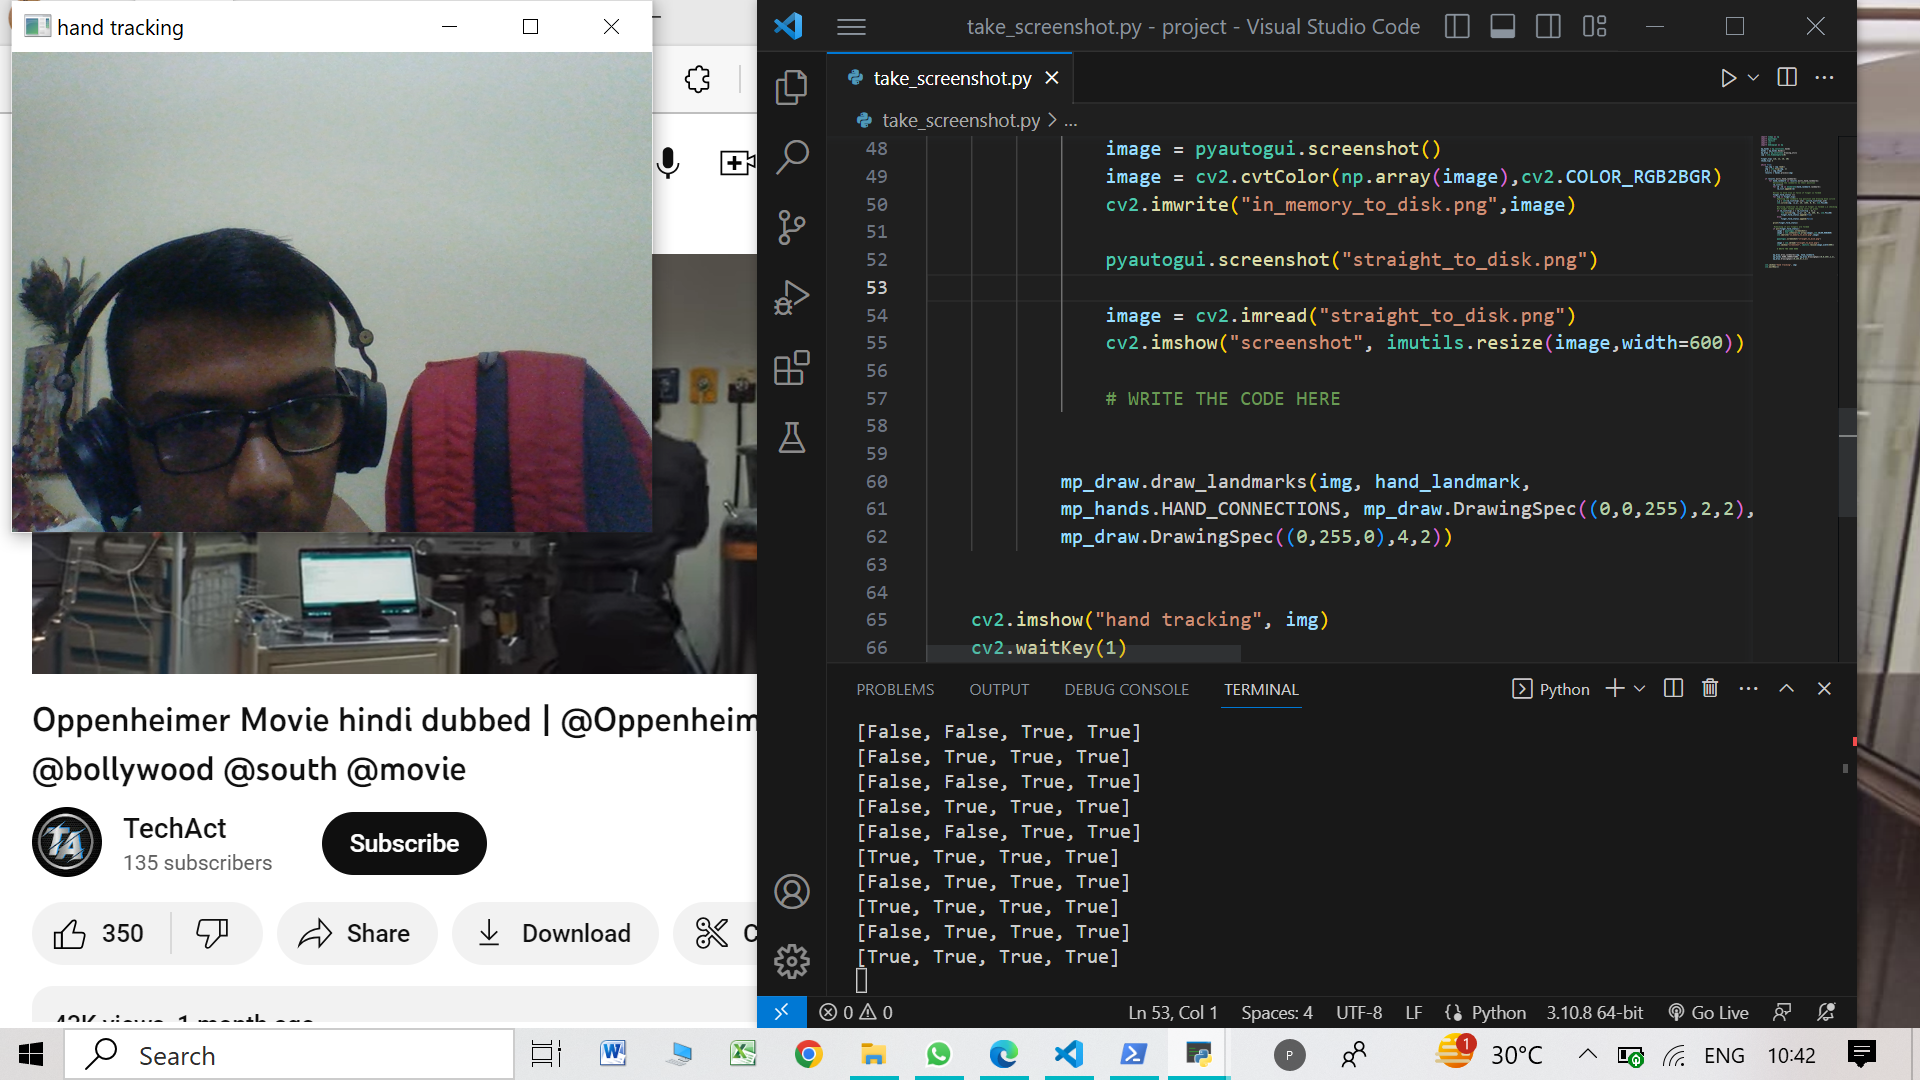 hand tracking
Oppenheimer Movie hindi dubbed | @Oppenheim
@bollywood @south @movie
TA
TechAct
135 subscribers
Subscribe
350
Share
Download
C
42K views 1 month ago
take_screenshot.py - project - Visual Studio Code
take_screenshot.py
take_screenshot.py > ...
48 image = pyautogui.screenshot()
49 image = cv2.cvtColor(np.array(image),cv2.COLOR_RGB2BGR)
50 cv2.imwrite("in_memory_to_disk.png",image)
51
52 pyautogui.screenshot("straight_to_disk.png")
53
54 image = cv2.imread("straight_to_disk.png")
55 cv2.imshow("screenshot", imutils.resize(image,width=600))
56
57 # WRITE THE CODE HERE
58
59
60 mp_draw.draw_landmarks(img, hand_landmark,
61 mp_hands.HAND_CONNECTIONS, mp_draw.DrawingSpec((0,0,255),2,2),
62 mp_draw.DrawingSpec((0,255,0),4,2))
63
64
65 cv2.imshow("hand tracking", img)
66 cv2.waitKey(1)
PROBLEMS OUTPUT DEBUG CONSOLE TERMINAL Python
[False, False, True, True]
[False, True, True, True]
[False, False, True, True]
[False, True, True, True]
[False, False, True, True]
[True, True, True, True]
[False, True, True, True]
[True, True, True, True]
[False, True, True, True]
[True, True, True, True]
0 0 Ln 53, Col 1 Spaces: 4 UTF-8 LF Python 3.10.8 64-bit Go Live
Search P 1 30°C ENG 10:42